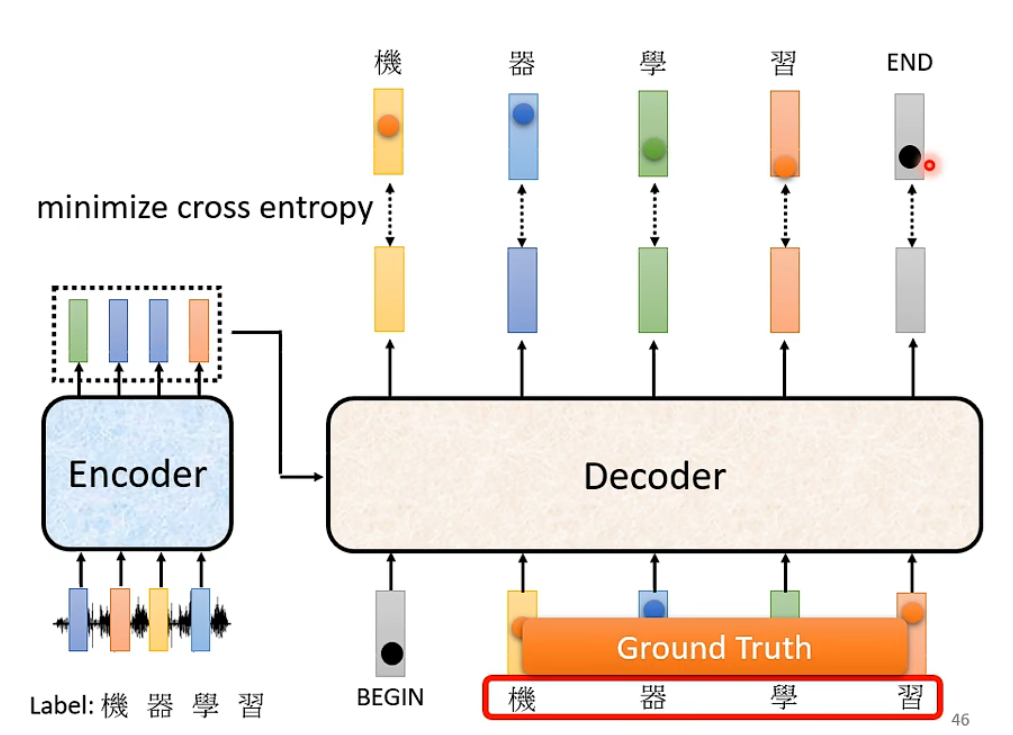 機 器 學 習 END
minimize cross entropy
Encoder
Decoder
Ground Truth
Label: 機 器 學 習
BEGIN
機 器 學 習
46